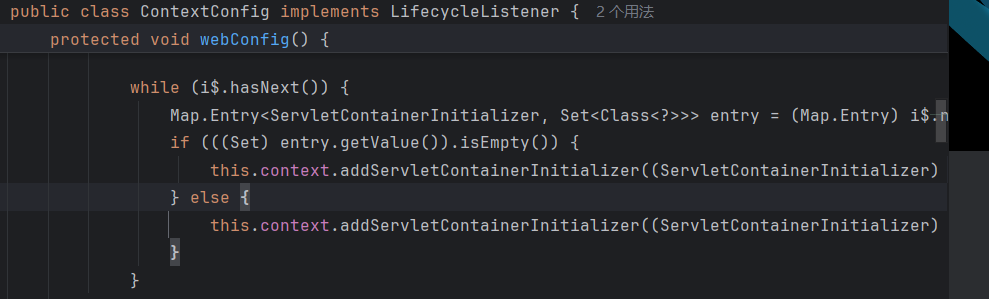 public class ContextConfig implements LifecycleListener { 2个用法
protected void webConfig() {
while (i$.hasNext()) {
Map.Entry<ServletContainerInitializer, Set<Class<?>>> entry = (Map.Entry) i$.n
if (((Set) entry.getValue()).isEmpty()) {
this.context.addServletContainerInitializer((ServletContainerInitializer)
} else {
this.context.addServletContainerInitializer((ServletContainerInitializer)
}
}